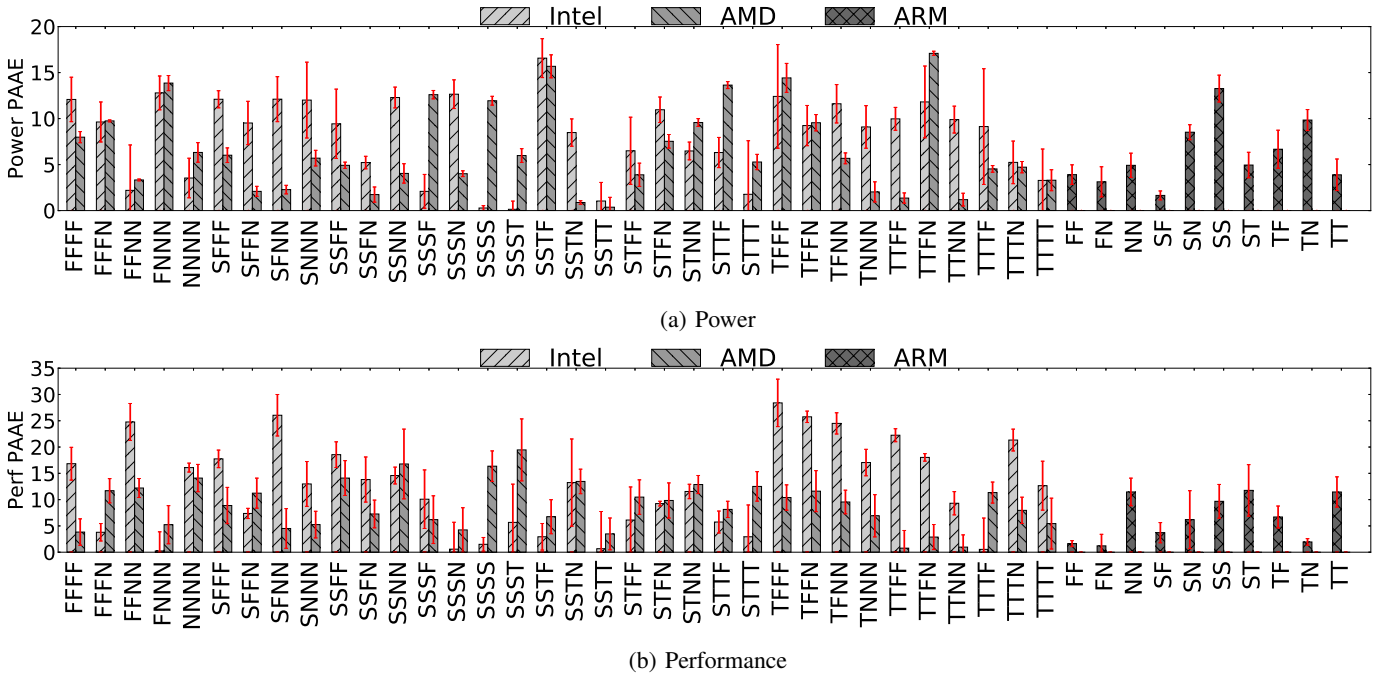 Intel AMD ARM
Power PAAE
20
15
10
5
0
FFFF FFFN FFNN FNNN NNNN SFFF SFFN SFNN SNNN SSFF SSFN SSNN SSSF SSSN SSSS SSST SSTF SSTN SSTT STFF STFN STNN STTF STTT TFFF TFFN TFNN TNNN TTFF TTFN TTNN TTTF TTTN TTTT FF FN NN SF SN SS ST TF TN TT
(a) Power
Intel AMD ARM
Perf PAAE
35
30
25
20
15
10
5
0
FFFF FFFN FFNN FNNN NNNN SFFF SFFN SFNN SNNN SSFF SSFN SSNN SSSF SSSN SSSS SSST SSTF SSTN SSTT STFF STFN STNN STTF STTT TFFF TFFN TFNN TNNN TTFF TTFN TTNN TTTF TTTN TTTT FF FN NN SF SN SS ST TF TN TT
(b) Performance